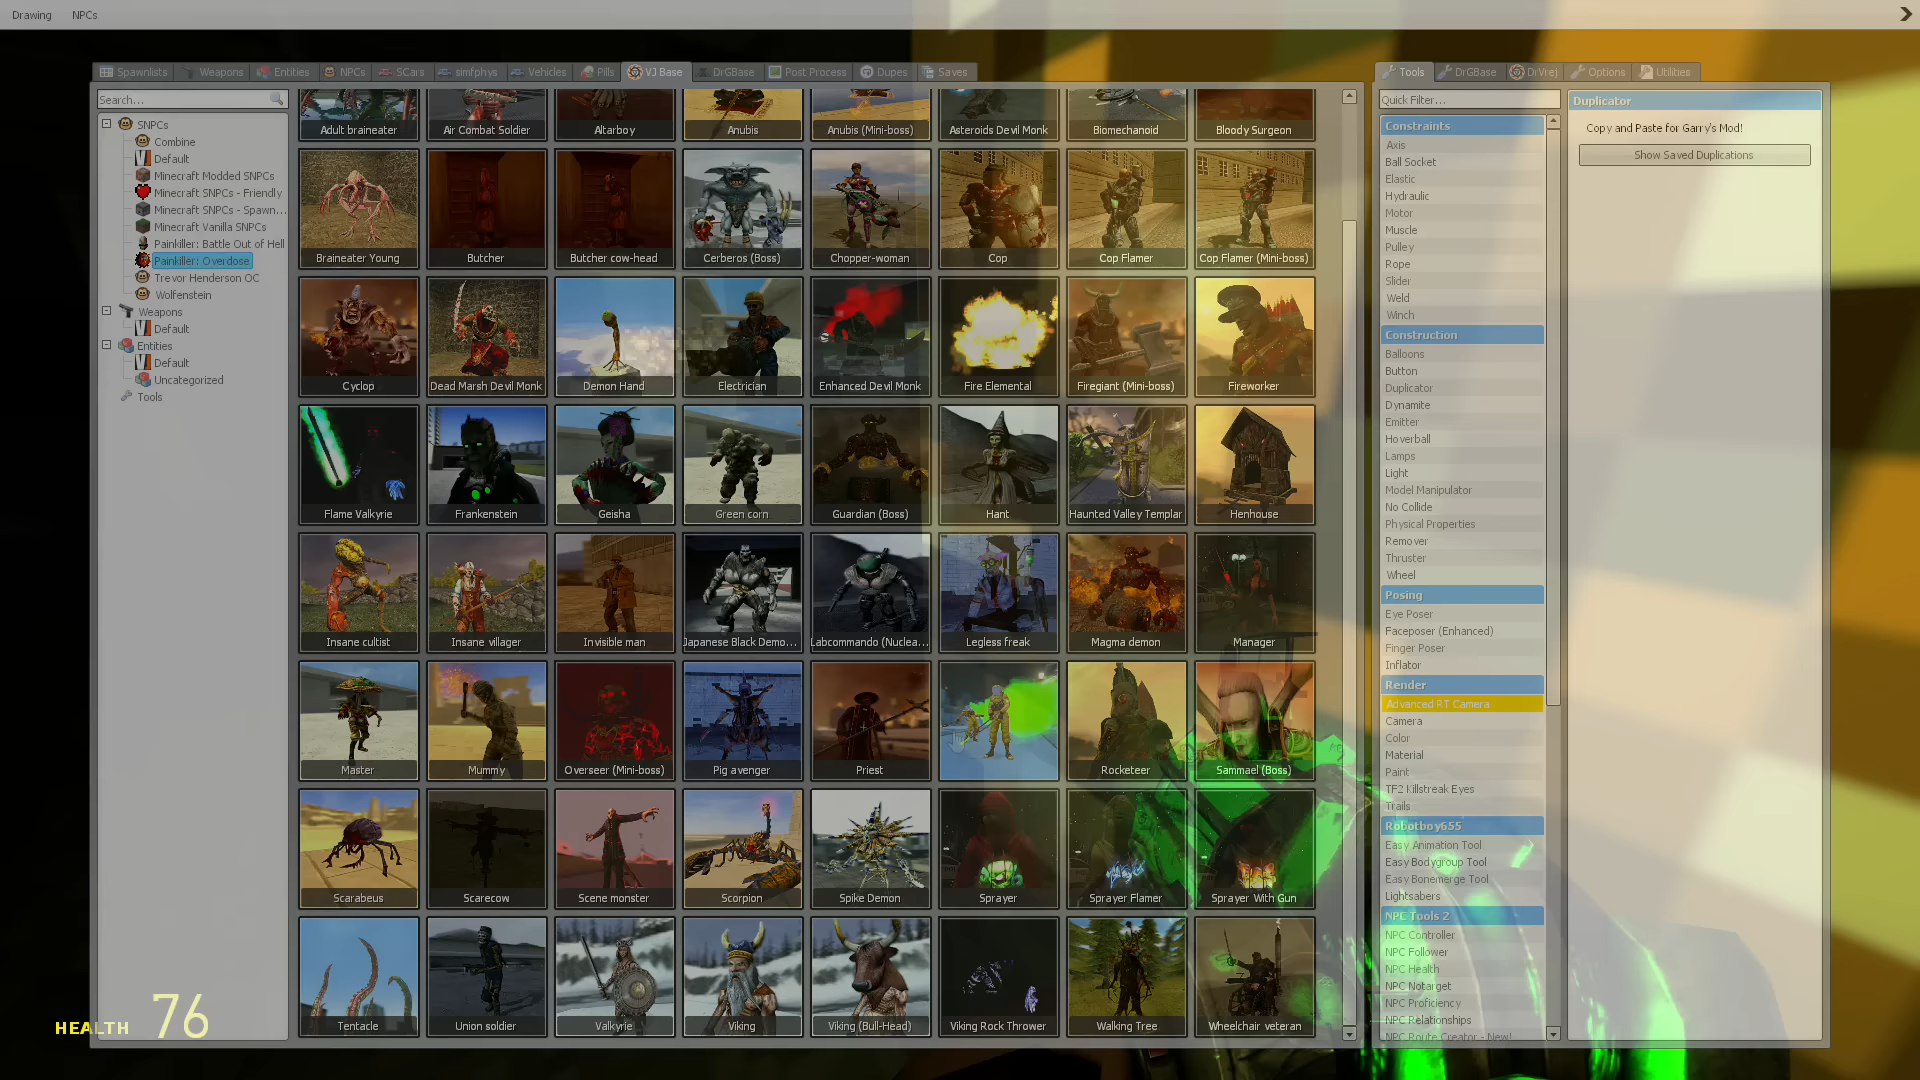 Drawing NPCs
Spawnlists Weapons Entities NPCs SCars simfphys Vehicles Pills VJ Base DrGBase Post Process Dupes Saves
Tools DrGBase DrVrej Options Utilities
Search...
SNPCs
Combine
Default
Minecraft Modded SNPCs
Minecraft SNPCs - Friendly
Minecraft SNPCs - Spawn...
Minecraft Vanilla SNPCs
Painkiller: Battle Out of Hell
Painkiller: Overdose
Trevor Henderson OC
Wolfenstein
Weapons
Default
Entities
Default
Uncategorized
Tools
Adult braineater Air Combat Soldier Altarboy Anubis Anubis (Mini-boss) Asteroids Devil Monk Biomechanoid Bloody Surgeon
Braineater Young Butcher Butcher cow-head Cerberos (Boss) Chopper-woman Cop Cop Flamer Cop Flamer (Mini-boss)
Cyclop Dead Marsh Devil Monk Demon Hand Electrician Enhanced Devil Monk Fire Elemental Firegiant (Mini-boss) Fireworker
Flame Valkyrie Frankenstein Geisha Green corn Guardian (Boss) Hant Haunted Valley Templar Henhouse
Insane cultist Insane villager Invisible man Japanese Black Demo... Labcommando (Nuclea... Legless freak Magma demon Manager
Master Mummy Overseer (Mini-boss) Pig avenger Priest Rocketeer Sammael (Boss)
Scarabeus Scarecow Scene monster Scorpion Spike Demon Sprayer Sprayer Flamer Sprayer With Gun
Tentacle Union soldier Valkyrie Viking Viking (Bull-Head) Viking Rock Thrower Walking Tree Wheelchair veteran
HEALTH 76
Quick Filter...
Constraints
Axis
Ball Socket
Elastic
Hydraulic
Motor
Muscle
Pulley
Rope
Slider
Weld
Winch
Construction
Balloons
Button
Duplicator
Dynamite
Emitter
Hoverball
Lamps
Light
Model Manipulator
No Collide
Physical Properties
Remover
Thruster
Wheel
Posing
Eye Poser
Faceposer (Enhanced)
Finger Poser
Inflator
Render
Advanced RT Camera
Camera
Color
Material
Paint
TF2 Killstreak Eyes
Trails
Robotboy655
Easy Animation Tool
Easy Bodygroup Tool
Easy Bonemerge Tool
Lightsabers
NPC Tools 2
NPC Controller
NPC Follower
NPC Health
NPC Notarget
NPC Proficiency
NPC Relationships
NPC Route Creator - New!
Duplicator
Copy and Paste for Garry's Mod!
Show Saved Duplications